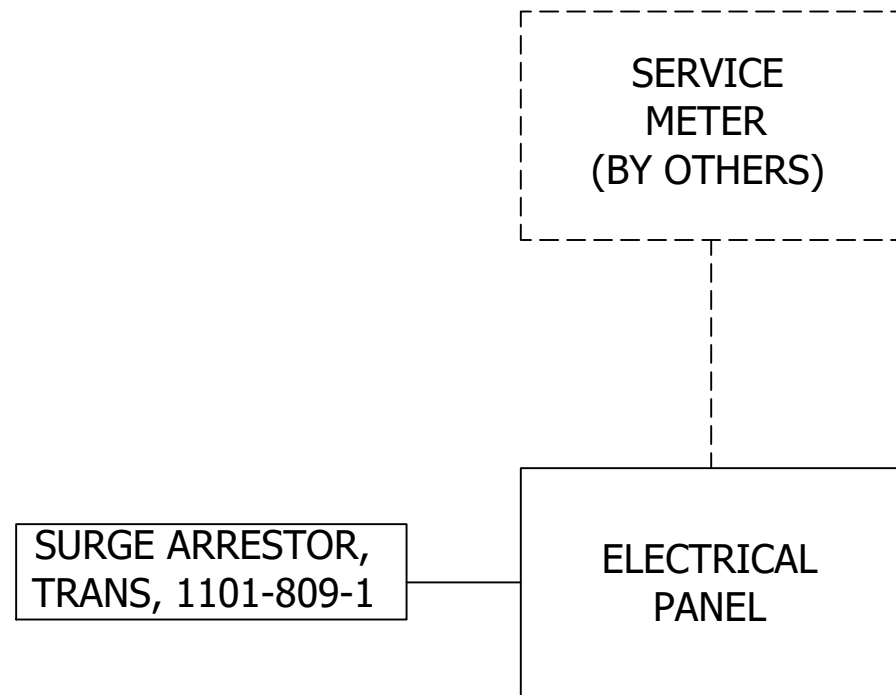 SERVICE
METER
(BY OTHERS)
SURGE ARRESTOR,
TRANS, 1101-809-1
ELECTRICAL
PANEL